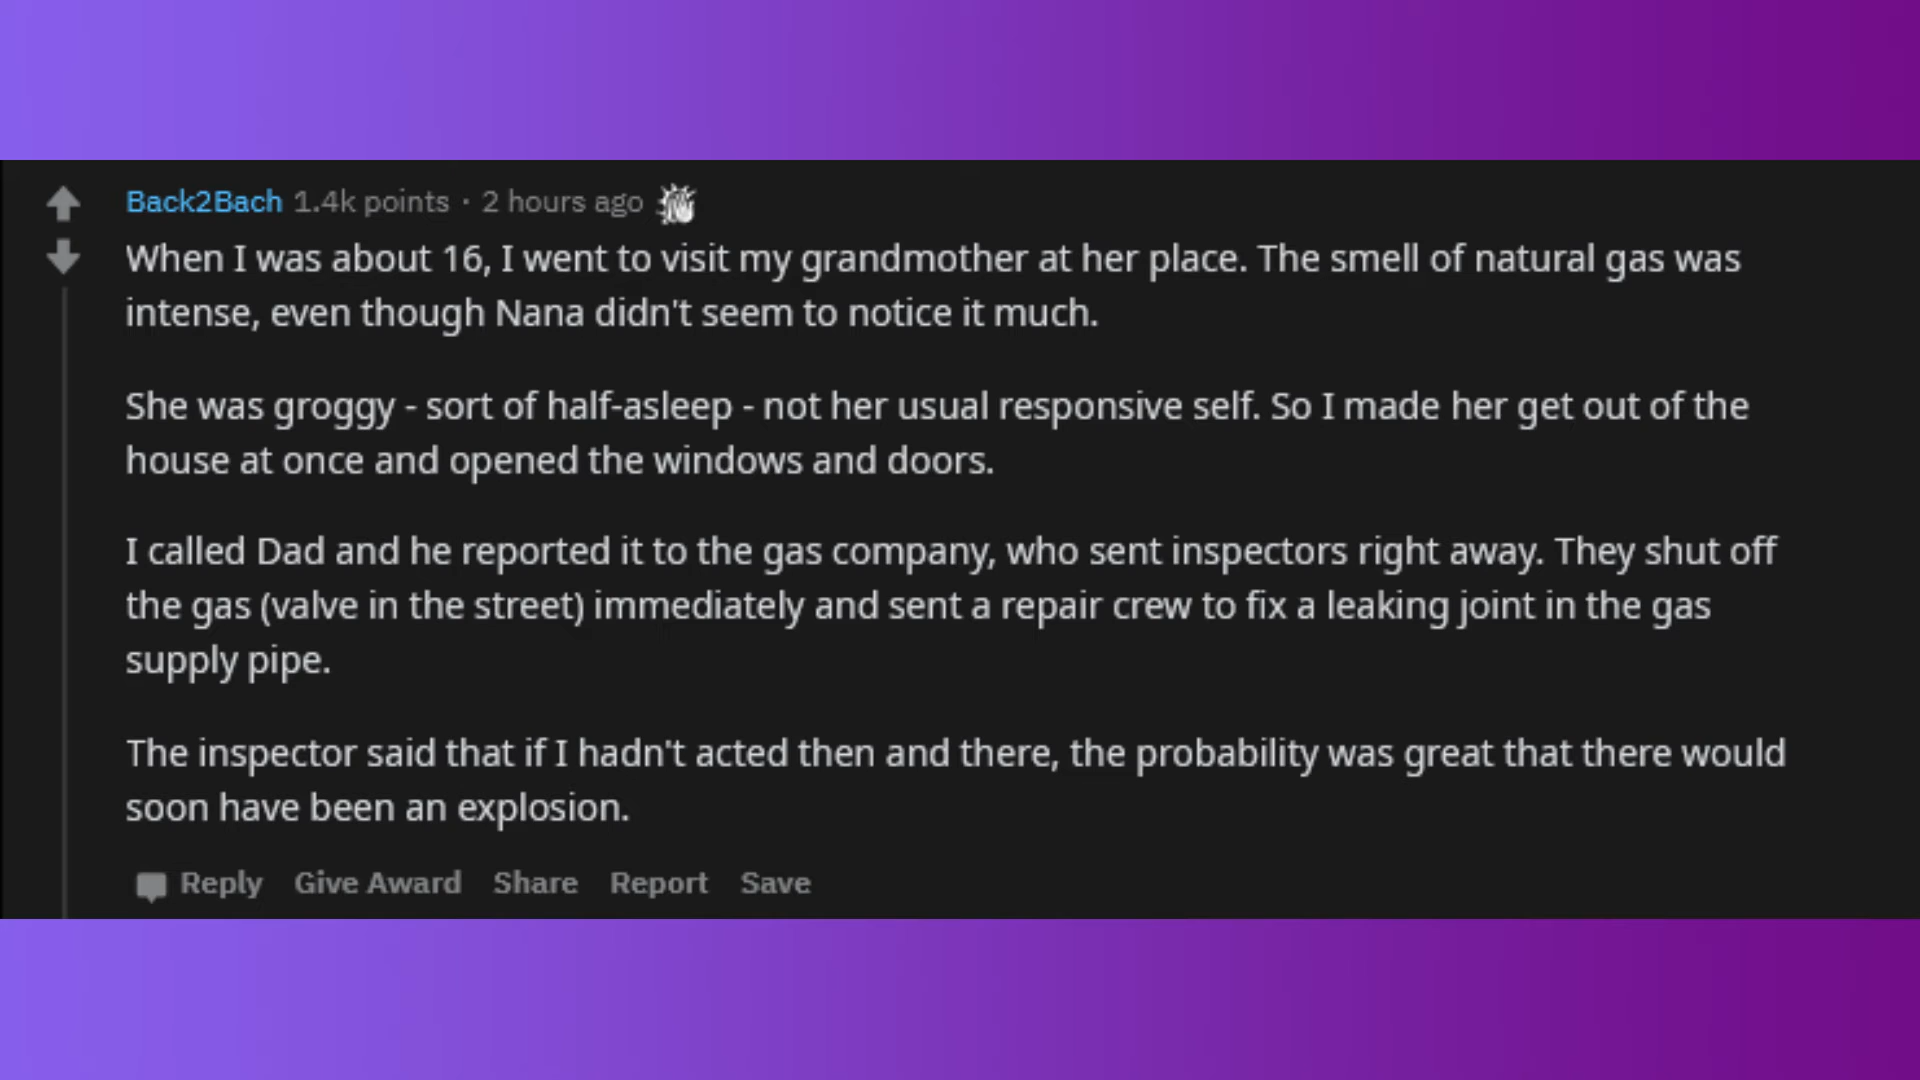 Back2Bach 1.4k points · 2 hours ago
When I was about 16, I went to visit my grandmother at her place. The smell of natural gas was
intense, even though Nana didn't seem to notice it much.
She was groggy - sort of half-asleep - not her usual responsive self. So I made her get out of the
house at once and opened the windows and doors.
I called Dad and he reported it to the gas company, who sent inspectors right away. They shut off
the gas (valve in the street) immediately and sent a repair crew to fix a leaking joint in the gas
supply pipe.
The inspector said that if I hadn't acted then and there, the probability was great that there would
soon have been an explosion.
Reply Give Award Share Report Save